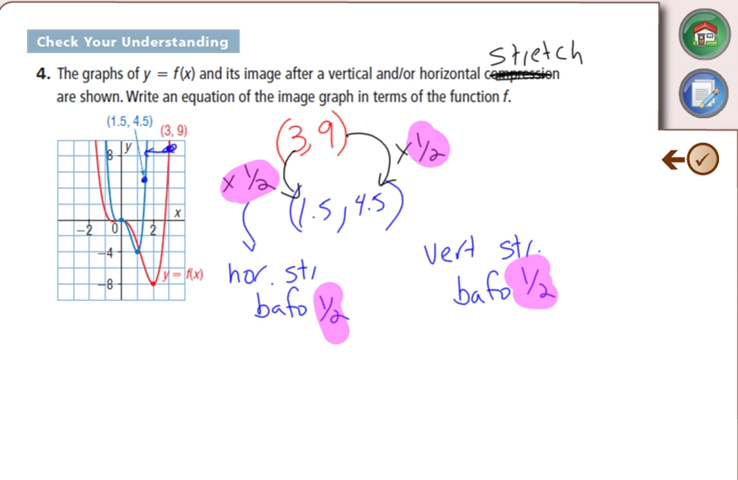 Check Your Understanding
stretch
4. The graphs of y = f(x) and its image after a vertical and/or horizontal compression
are shown. Write an equation of the image graph in terms of the function f.
(1.5, 4.5)
(3, 9)
8
y
x
-2
0
2
-4
-8
y = f(x)
(3, 9)
x 1/2
x 1/2
(1.5, 4.5)
hor. str
bafo 1/2
vert str.
bafo 1/2